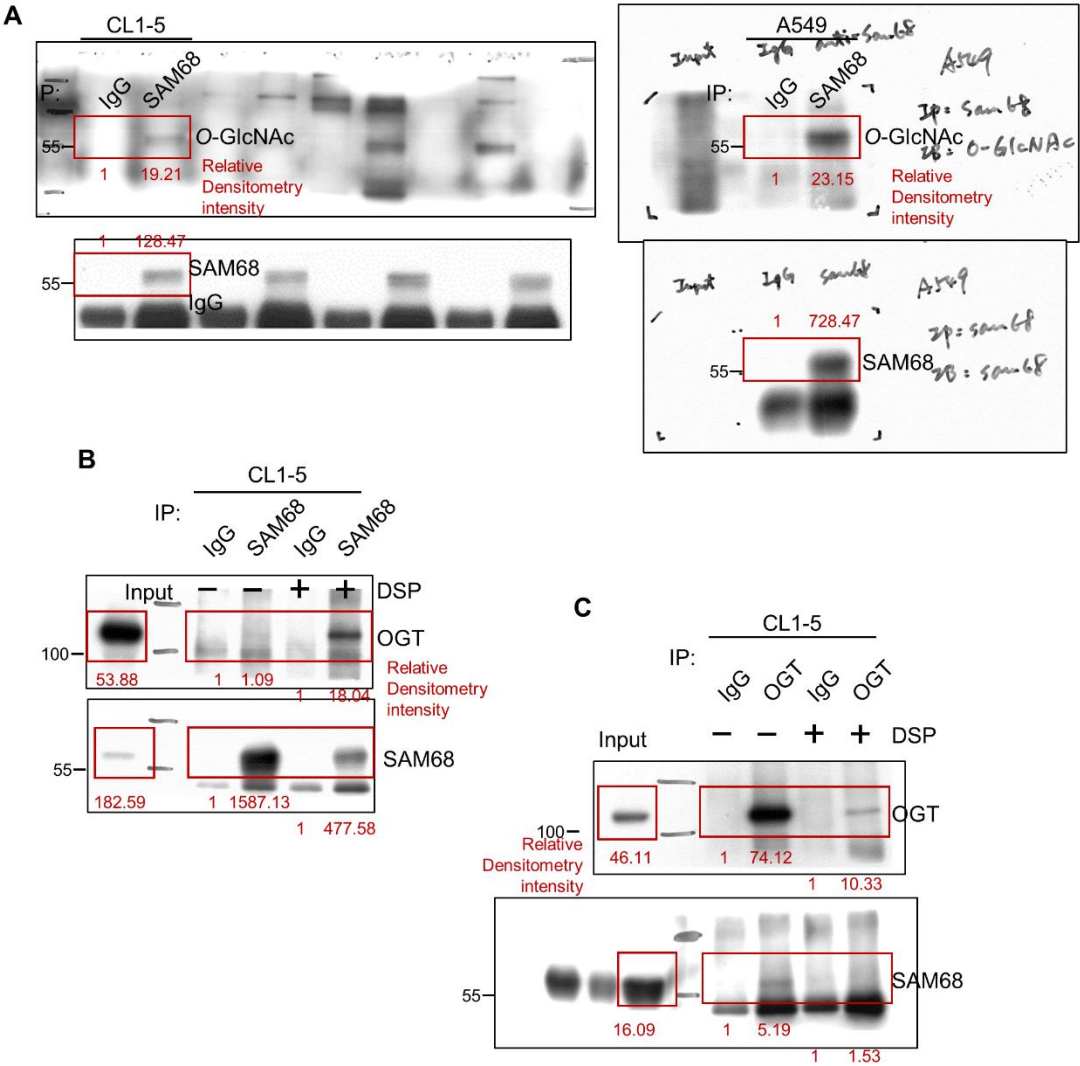 A
CL1-5
P:
IgG
SAM68
55
O-GlcNAc
1
19.21
Relative
Densitometry
intensity
1
128.47
55
SAM68
IgG
A549
Input
IgG
anti-Sam68
A549
IP:
IgG
SAM68
IP: Sam68
55
O-GlcNAc
IB: O-GlcNAc
1
23.15
Relative
Densitometry
intensity
Input
IgG
sam68
A549
1
728.47
IP: sam68
55
SAM68
IB: sam68
B
CL1-5
IP:
IgG
SAM68
IgG
SAM68
Input
− − + + DSP
100
OGT
53.88
1
1.09
1
18.04
Relative
Densitometry
intensity
55
SAM68
182.59
1
1587.13
1
477.58
C
CL1-5
IP:
IgG
OGT
IgG
OGT
Input
− − + + DSP
100
OGT
Relative
Densitometry
intensity
46.11
1
74.12
1
10.33
55
SAM68
16.09
1
5.19
1
1.53